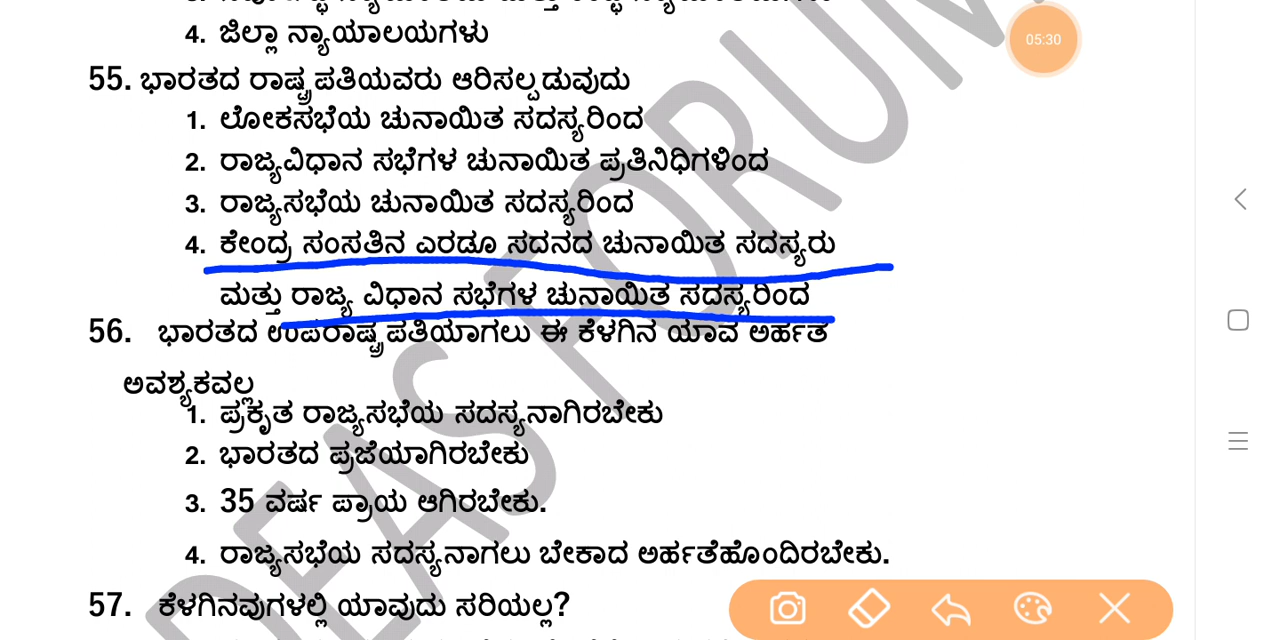 4. ಜಿಲ್ಲಾ ನ್ಯಾಯಾಲಯಗಳು
05:30
55. ಭಾರತದ ರಾಷ್ಟ್ರಪತಿಯವರು ಆರಿಸಲ್ಪಡುವುದು
1. ಲೋಕಸಭೆಯ ಚುನಾಯಿತ ಸದಸ್ಯರಿಂದ
2. ರಾಜ್ಯವಿಧಾನ ಸಭೆಗಳ ಚುನಾಯಿತ ಪ್ರತಿನಿಧಿಗಳಿಂದ
3. ರಾಜ್ಯಸಭೆಯ ಚುನಾಯಿತ ಸದಸ್ಯರಿಂದ
4. ಕೇಂದ್ರ ಸಂಸತಿನ ಎರಡೂ ಸದನದ ಚುನಾಯಿತ ಸದಸ್ಯರು
ಮತ್ತು ರಾಜ್ಯ ವಿಧಾನ ಸಭೆಗಳ ಚುನಾಯಿತ ಸದಸ್ಯರಿಂದ
56. ಭಾರತದ ಉಪರಾಷ್ಟ್ರಪತಿಯಾಗಲು ಈ ಕೆಳಗಿನ ಯಾವ ಅರ್ಹತೆ
ಅವಶ್ಯಕವಲ್ಲ
1. ಪ್ರಕೃತ ರಾಜ್ಯಸಭೆಯ ಸದಸ್ಯನಾಗಿರಬೇಕು
2. ಭಾರತದ ಪ್ರಜೆಯಾಗಿರಬೇಕು
3. 35 ವರ್ಷ ಪ್ರಾಯ ಆಗಿರಬೇಕು.
4. ರಾಜ್ಯಸಭೆಯ ಸದಸ್ಯನಾಗಲು ಬೇಕಾದ ಅರ್ಹತೆಹೊಂದಿರಬೇಕು.
57. ಕೆಳಗಿನವುಗಳಲ್ಲಿ ಯಾವುದು ಸರಿಯಲ್ಲ?
DEAS FORUM